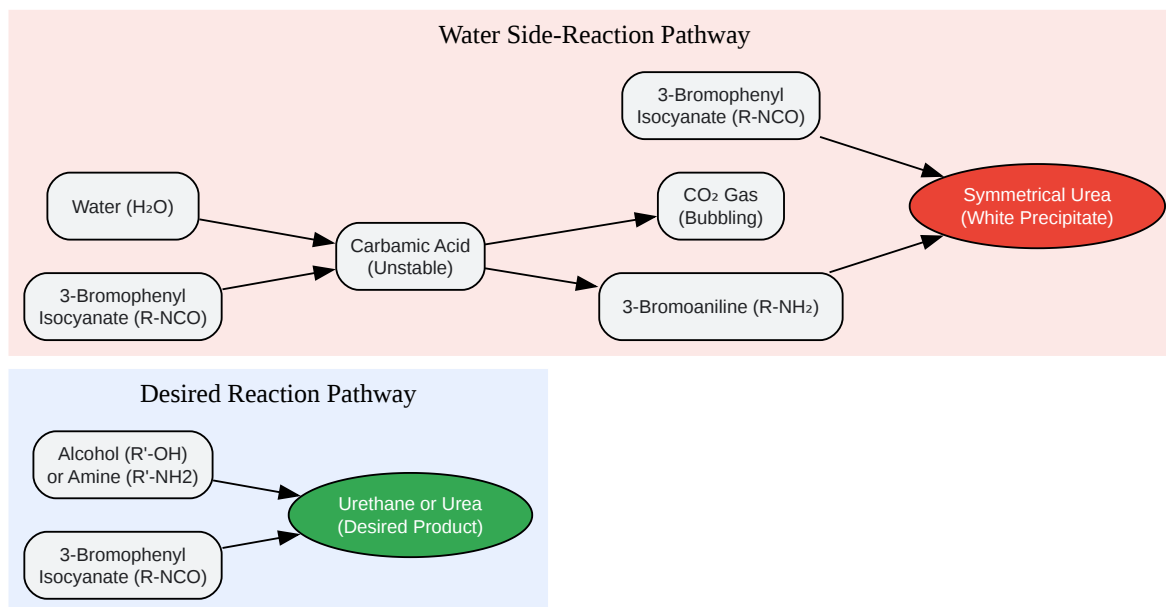 Water Side-Reaction Pathway
3-Bromophenyl
Isocyanate (R-NCO)
Water (H₂O)
CO₂ Gas
(Bubbling)
Symmetrical Urea
(White Precipitate)
Carbamic Acid
(Unstable)
3-Bromophenyl
Isocyanate (R-NCO)
3-Bromoaniline (R-NH₂)
Desired Reaction Pathway
Alcohol (R'-OH)
or Amine (R'-NH2)
Urethane or Urea
(Desired Product)
3-Bromophenyl
Isocyanate (R-NCO)